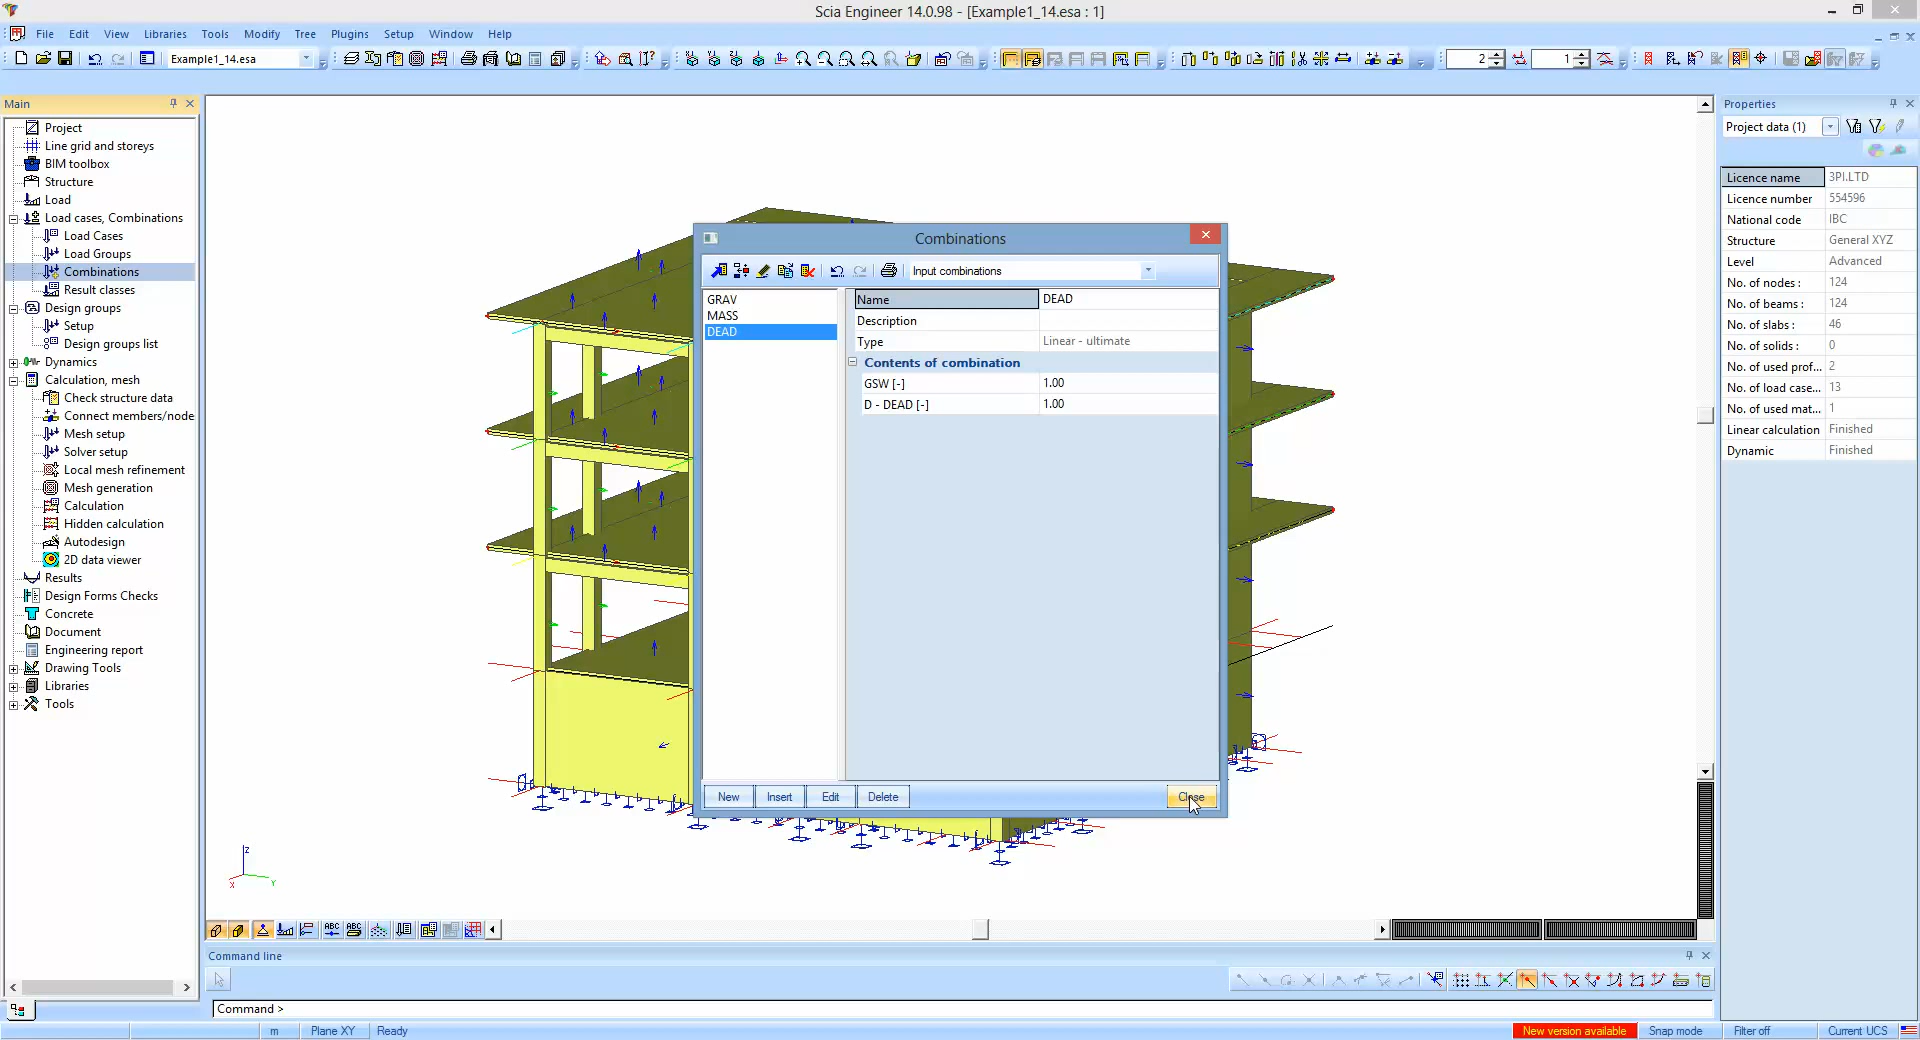 Scia Engineer 14.0.98 - [Example1_14.esa : 1]
File Edit View Libraries Tools Modify Tree Plugins Setup Window Help
Example1_14.esa
2
1
Main
Project
Line grid and storeys
BIM toolbox
Structure
Load
Load cases, Combinations
Load Cases
Load Groups
Combinations
Result classes
Design groups
Setup
Design groups list
Dynamics
Calculation, mesh
Check structure data
Connect members/node
Mesh setup
Solver setup
Local mesh refinement
Mesh generation
Calculation
Hidden calculation
Autodesign
2D data viewer
Results
Design Forms Checks
Concrete
Document
Engineering report
Drawing Tools
Libraries
Tools
Combinations
Input combinations
GRAV
MASS
DEAD
Name DEAD
Description
Type Linear - ultimate
Contents of combination
GSW [-] 1.00
D - DEAD [-] 1.00
New Insert Edit Delete Close
Z
X Y
ABC ABC
Properties
Project data (1)
Licence name 3PI.LTD
Licence number 554596
National code IBC
Structure General XYZ
Level Advanced
No. of nodes : 124
No. of beams : 124
No. of slabs : 46
No. of solids : 0
No. of used prof... 2
No. of load case... 13
No. of used mat... 1
Linear calculation Finished
Dynamic Finished
Command line
Command >
m Plane XY Ready New version available Snap mode Filter off Current UCS